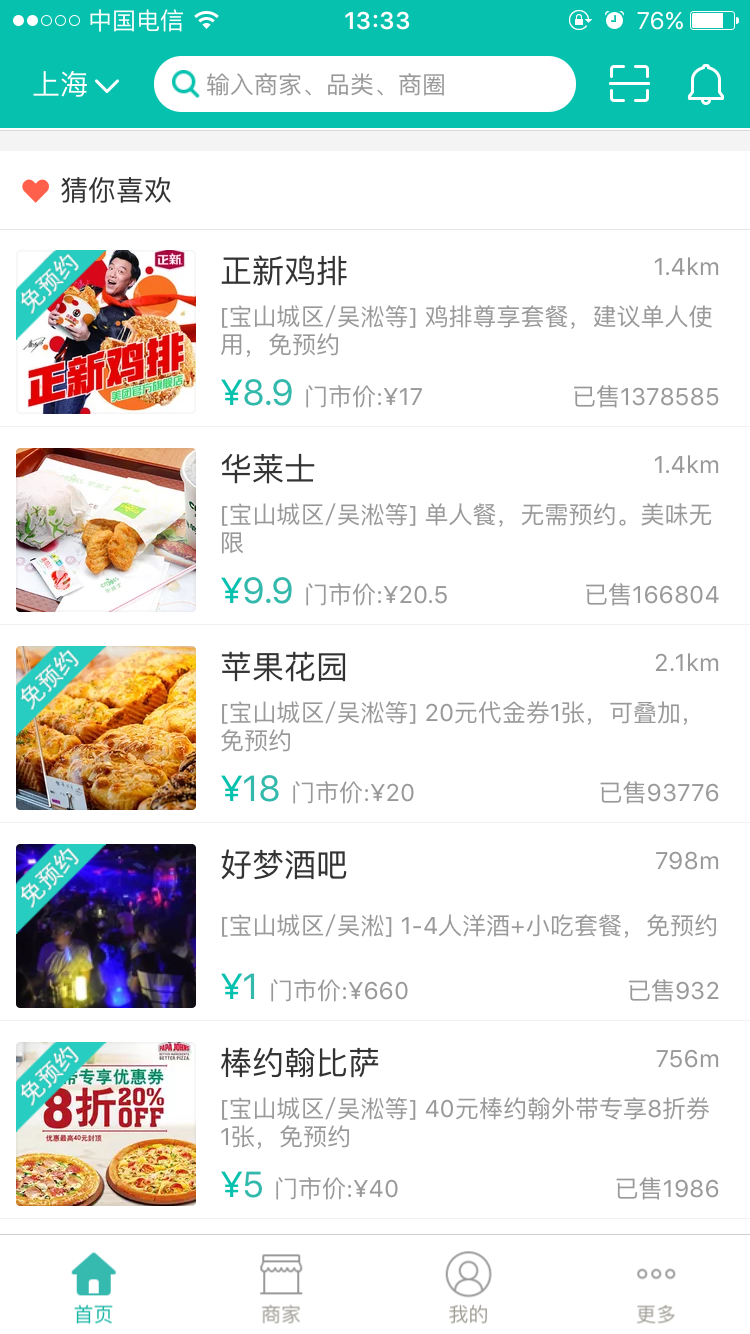 中国电信 13:33 76%
上海 输入商家、品类、商圈
猜你喜欢
免预约
正新
正新鸡排
美团官方旗舰店
正新鸡排 1.4km
[宝山城区/吴淞等] 鸡排尊享套餐，建议单人使
用，免预约
¥8.9 门市价:¥17 已售1378585
华莱士 1.4km
[宝山城区/吴淞等] 单人餐，无需预约。美味无
限
¥9.9 门市价:¥20.5 已售166804
免预约
苹果花园 2.1km
[宝山城区/吴淞等] 20元代金券1张，可叠加，
免预约
¥18 门市价:¥20 已售93776
免预约
好梦酒吧 798m
[宝山城区/吴淞] 1-4人洋酒+小吃套餐，免预约
¥1 门市价:¥660 已售932
免预约
PAPA JOHNS
BETTER INGREDIENTS.
BETTER PIZZA.
带专享优惠券
8折 20% OFF
优惠最高40元封顶
棒约翰比萨 756m
[宝山城区/吴淞等] 40元棒约翰外带专享8折券
1张，免预约
¥5 门市价:¥40 已售1986
首页 商家 我的 更多